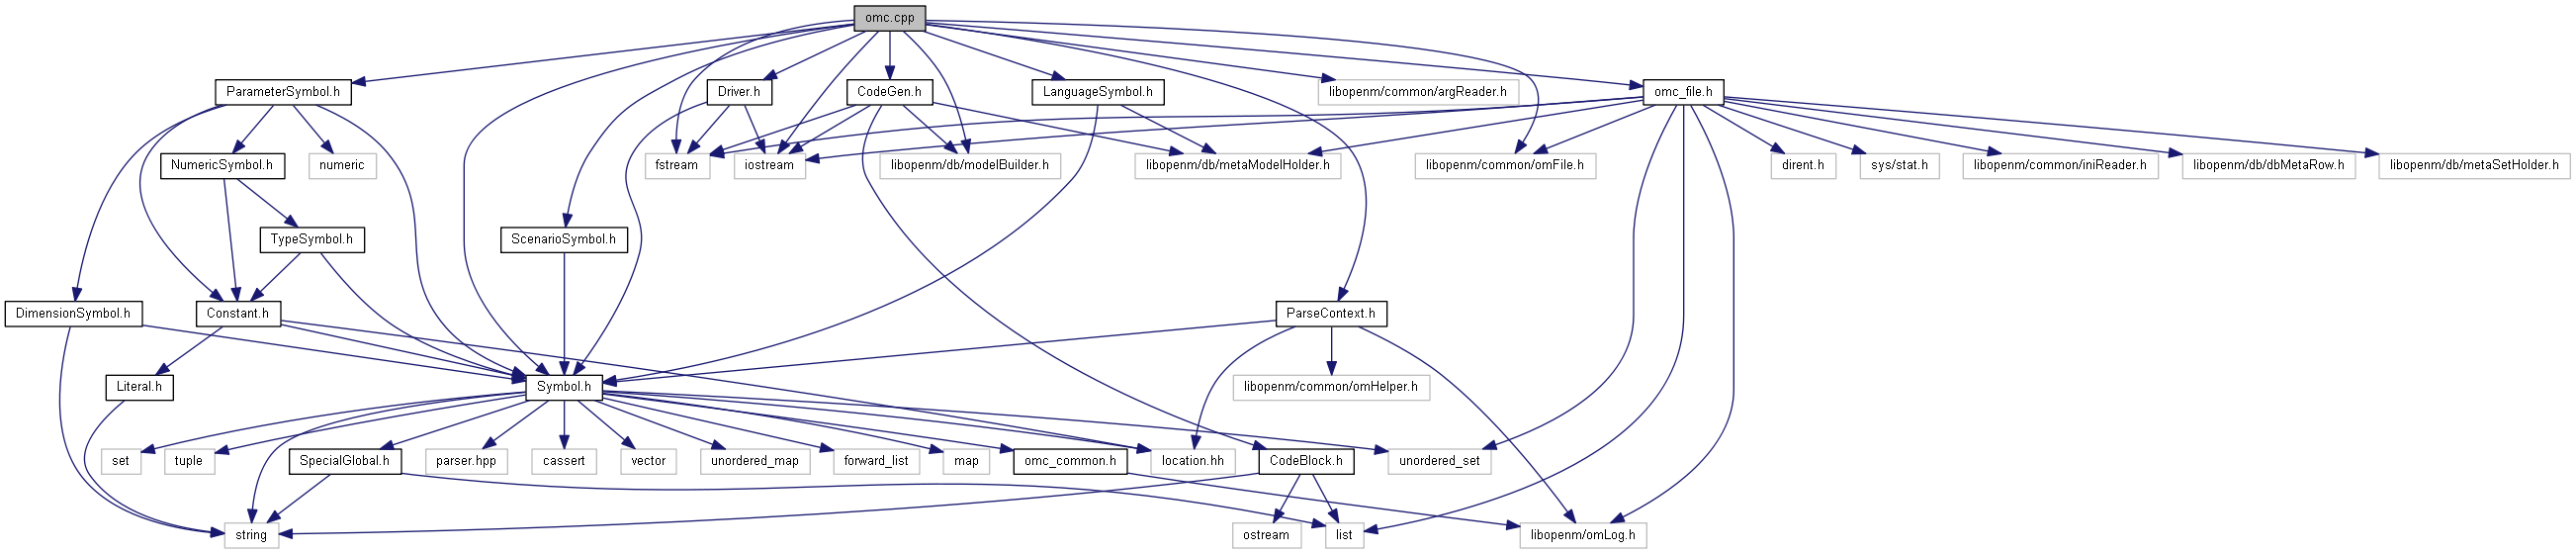 omc.cpp
ParameterSymbol.h
Driver.h
CodeGen.h
LanguageSymbol.h
libopenm/common/argReader.h
omc_file.h
NumericSymbol.h
numeric
fstream
iostream
libopenm/db/modelBuilder.h
libopenm/db/metaModelHolder.h
libopenm/common/omFile.h
dirent.h
sys/stat.h
libopenm/common/iniReader.h
libopenm/db/dbMetaRow.h
libopenm/db/metaSetHolder.h
TypeSymbol.h
ScenarioSymbol.h
DimensionSymbol.h
Constant.h
ParseContext.h
Literal.h
Symbol.h
libopenm/common/omHelper.h
set
tuple
SpecialGlobal.h
parser.hpp
cassert
vector
unordered_map
forward_list
map
omc_common.h
location.hh
CodeBlock.h
unordered_set
string
ostream
list
libopenm/omLog.h